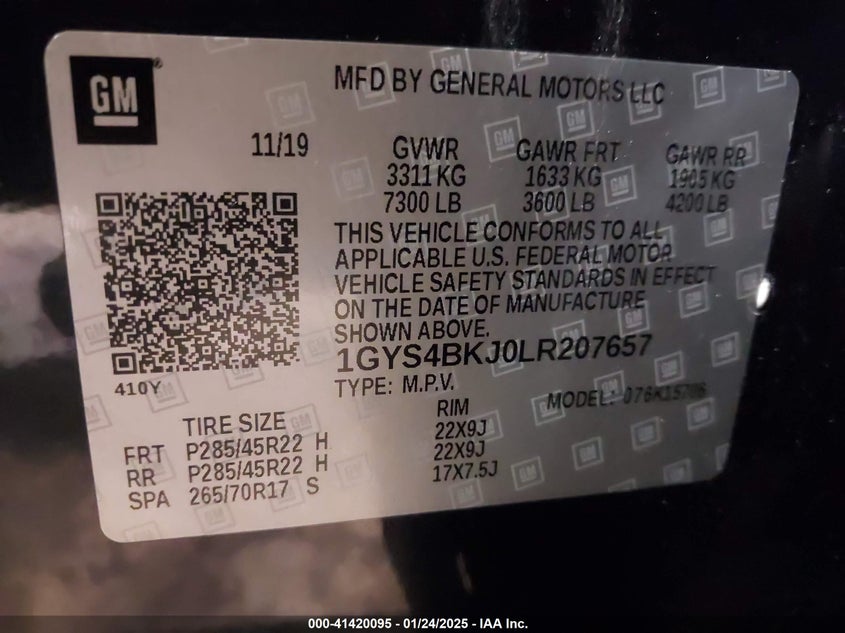 GM
MFD BY GENERAL MOTORS LLC
11/19 GVWR GAWR FRT GAWR RR
3311 KG 1633 KG 1905 KG
7300 LB 3600 LB 4200 LB
THIS VEHICLE CONFORMS TO ALL
APPLICABLE U.S. FEDERAL MOTOR
VEHICLE SAFETY STANDARDS IN EFFECT
ON THE DATE OF MANUFACTURE
SHOWN ABOVE.
1GYS4BKJ0LR207657
410Y
TYPE: M.P.V.
MODEL: 076K15706
TIRE SIZE RIM
FRT P285/45R22 H 22X9J
RR P285/45R22 H 22X9J
SPA 265/70R17 S 17X7.5J
000-41420095 - 01/24/2025 - IAA Inc.